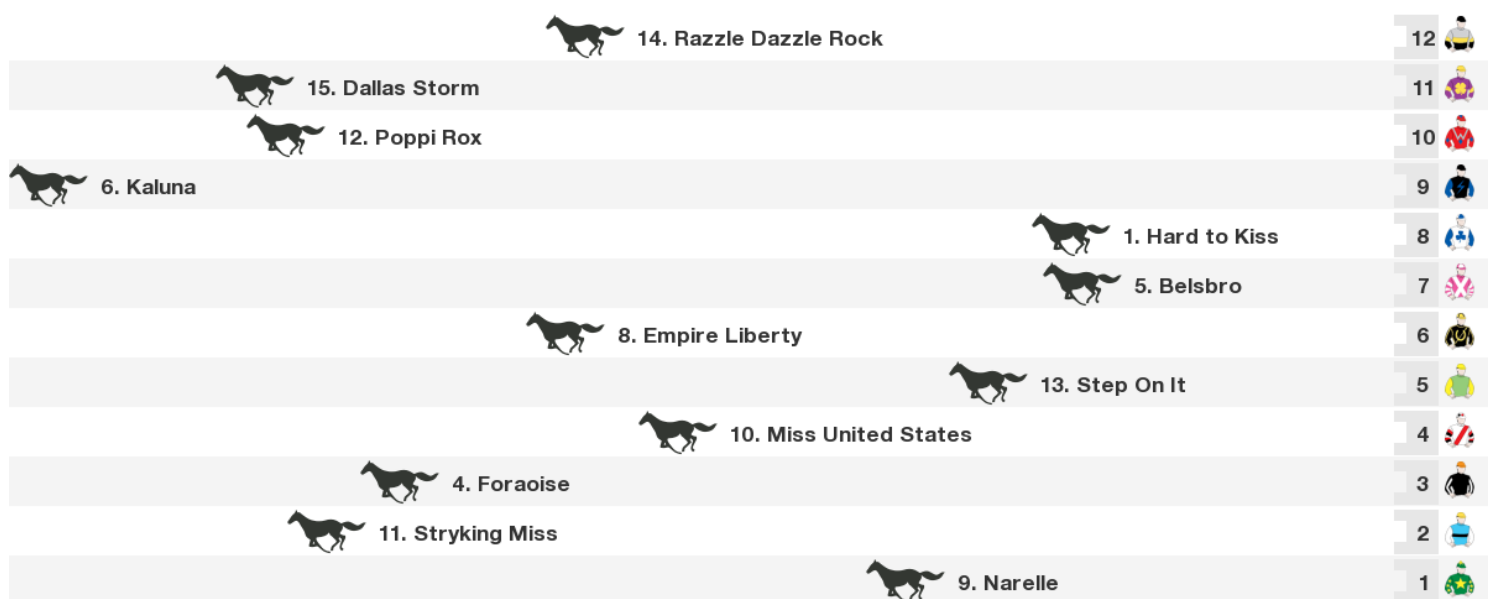 14. Razzle Dazzle Rock 12
15. Dallas Storm 11
12. Poppi Rox 10
6. Kaluna 9
1. Hard to Kiss 8
5. Belsbro 7
8. Empire Liberty 6
13. Step On It 5
10. Miss United States 4
4. Foraoise 3
11. Stryking Miss 2
9. Narelle 1